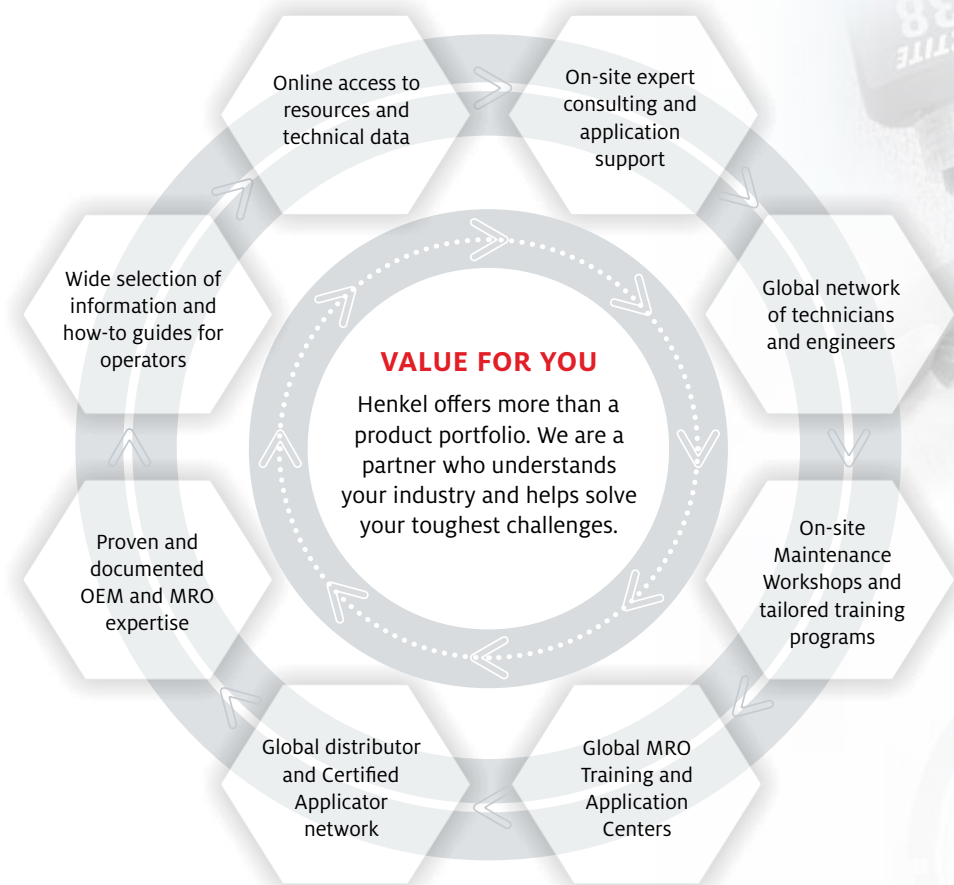 Online access to
resources and
technical data
On-site expert
consulting and
application
support
Global network
of technicians
and engineers
On-site
Maintenance
Workshops and
tailored training
programs
Global MRO
Training and
Application
Centers
Global distributor
and Certified
Applicator
network
Proven and
documented
OEM and MRO
expertise
Wide selection of
information and
how-to guides for
operators
VALUE FOR YOU
Henkel offers more than a
product portfolio. We are a
partner who understands
your industry and helps solve
your toughest challenges.